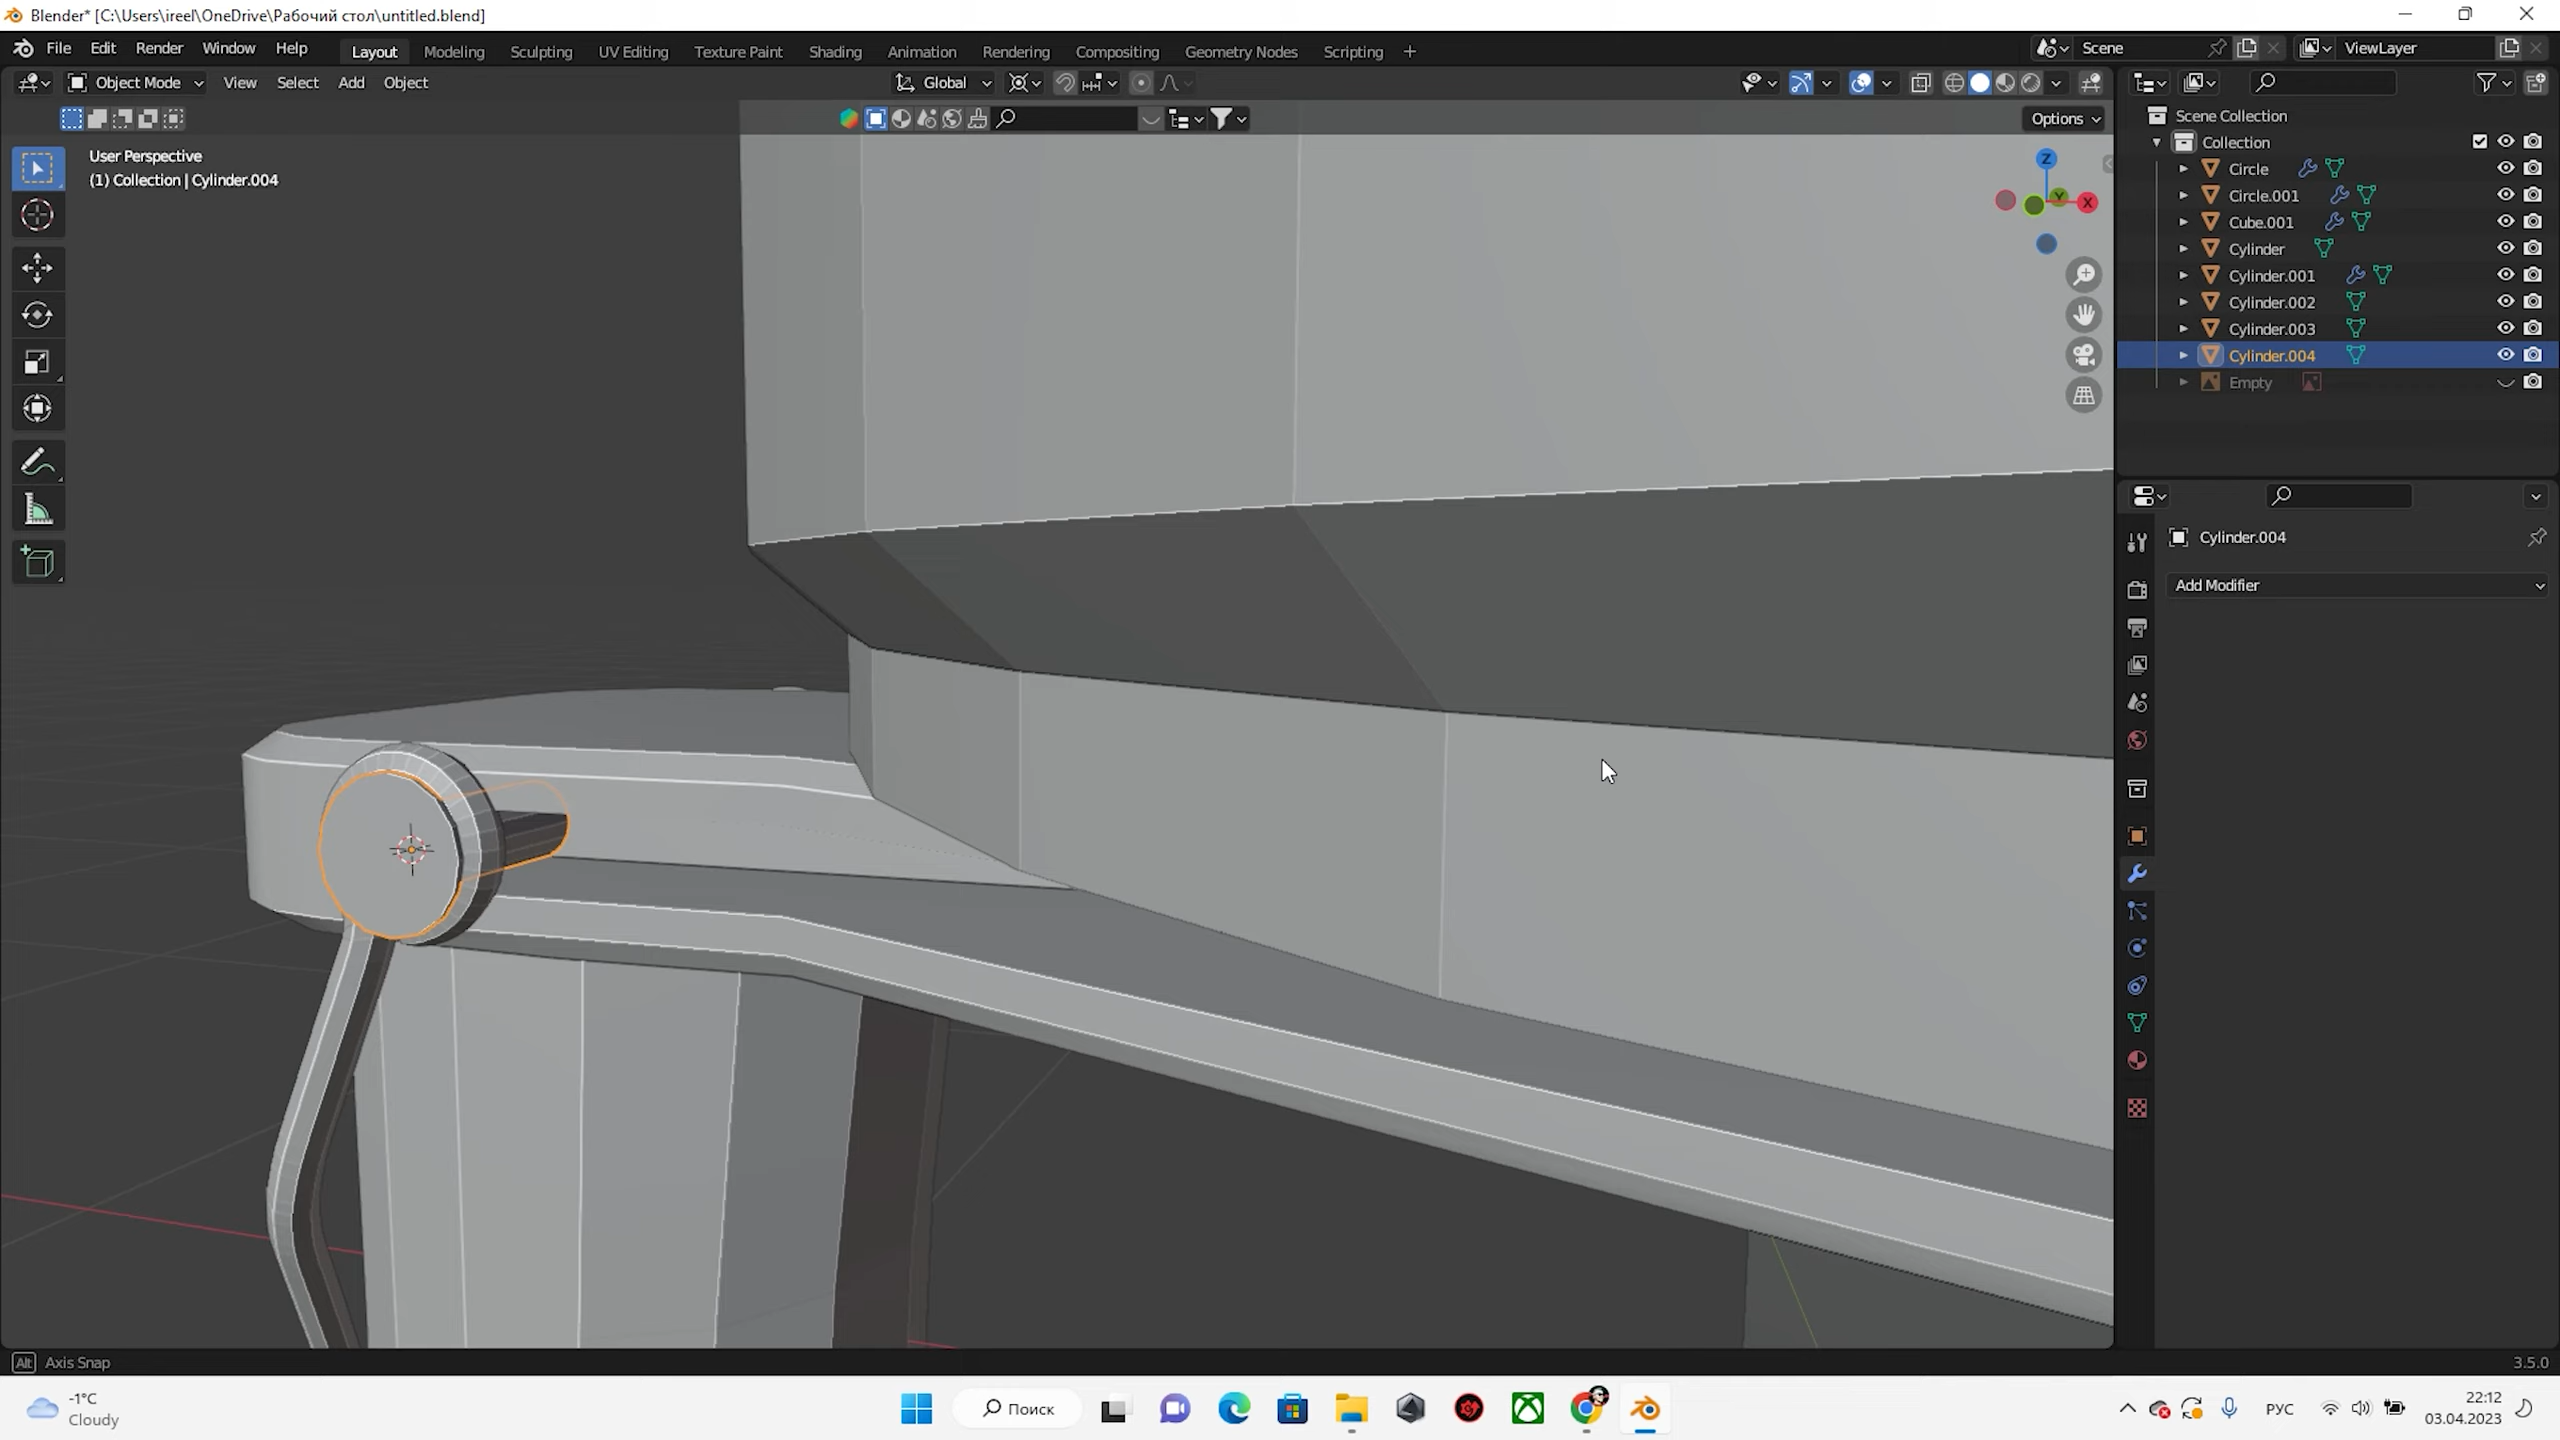 Blender* [C:\Users\ireel\OneDrive\Рабочий стол\untitled.blend]
File Edit Render Window Help
Layout Modeling Sculpting UV Editing Texture Paint Shading Animation Rendering Compositing Geometry Nodes Scripting +
Scene
ViewLayer
Object Mode View Select Add Object
Global
Options
User Perspective
(1) Collection | Cylinder.004
Z
Y
X
Scene Collection
Collection
Circle
Circle.001
Cube.001
Cylinder
Cylinder.001
Cylinder.002
Cylinder.003
Cylinder.004
Empty
Cylinder.004
Add Modifier
Alt Axis Snap
3.5.0
-1°C
Cloudy
Поиск
РУС
22:12
03.04.2023